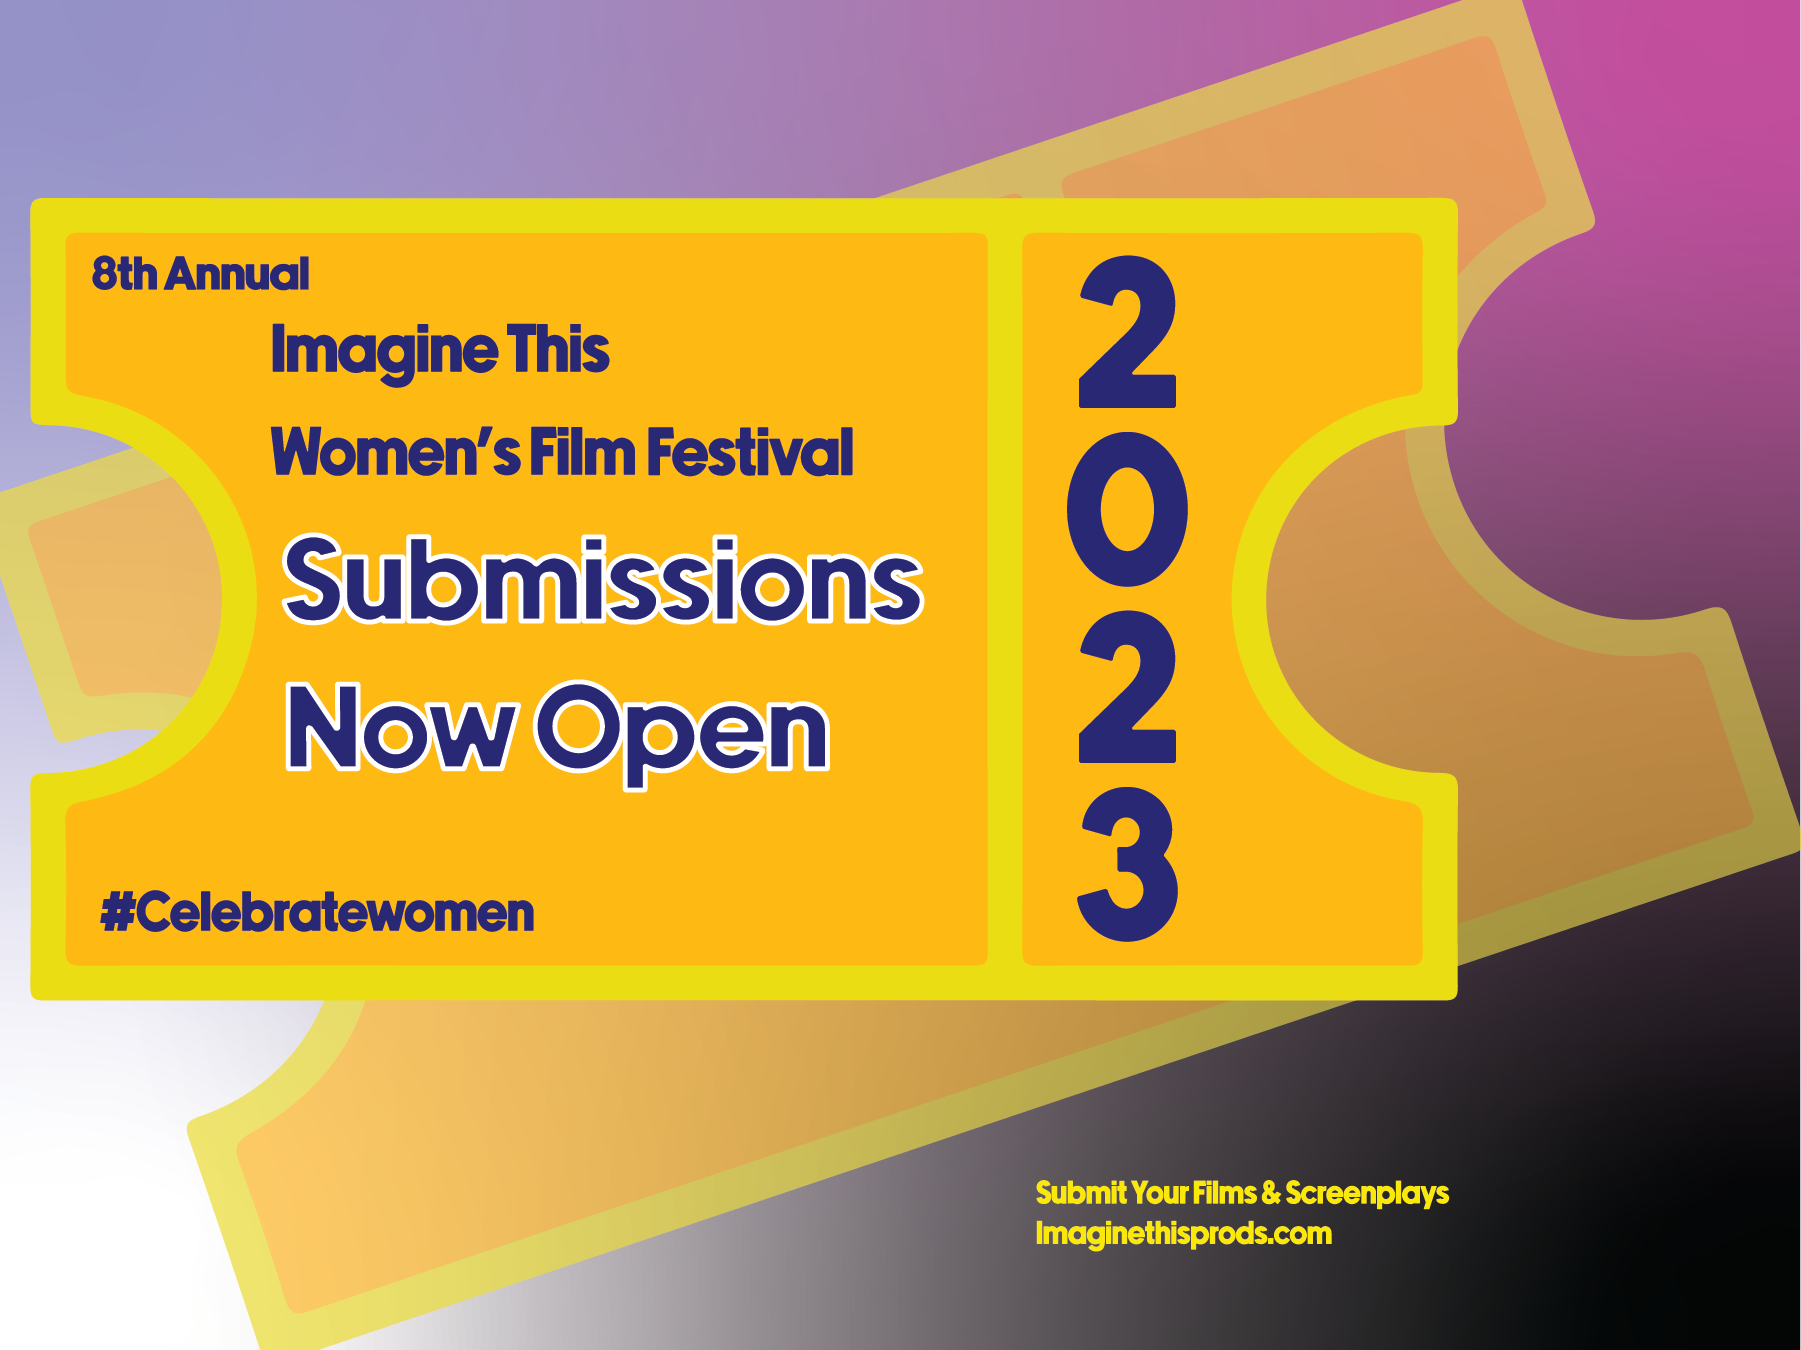 8th Annual
Imagine This
Women's Film Festival
Submissions
Now Open
#Celebratewomen
2
0
2
3
Submit Your Films & Screenplays
Imaginethisprods.com